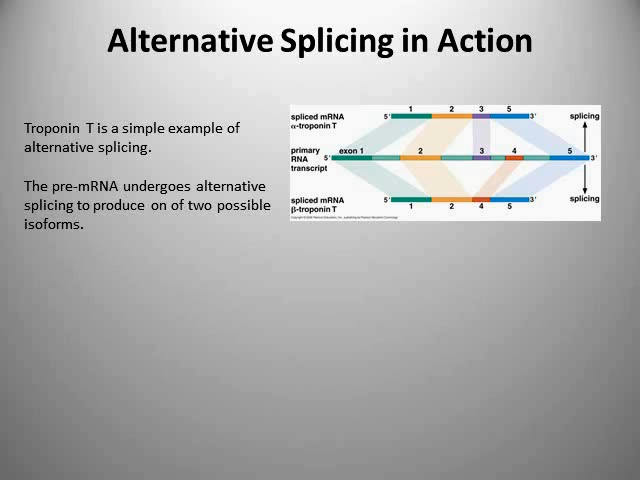 Alternative Splicing in Action
Troponin T is a simple example of
alternative splicing.
The pre-mRNA undergoes alternative
splicing to produce on of two possible
isoforms.
1 2 3 5
spliced mRNA 5' 3' splicing
α-troponin T
primary exon 1 2 3 4 5
RNA 5' 3'
transcript
spliced mRNA 5' 3' splicing
β-troponin T 1 2 4 5